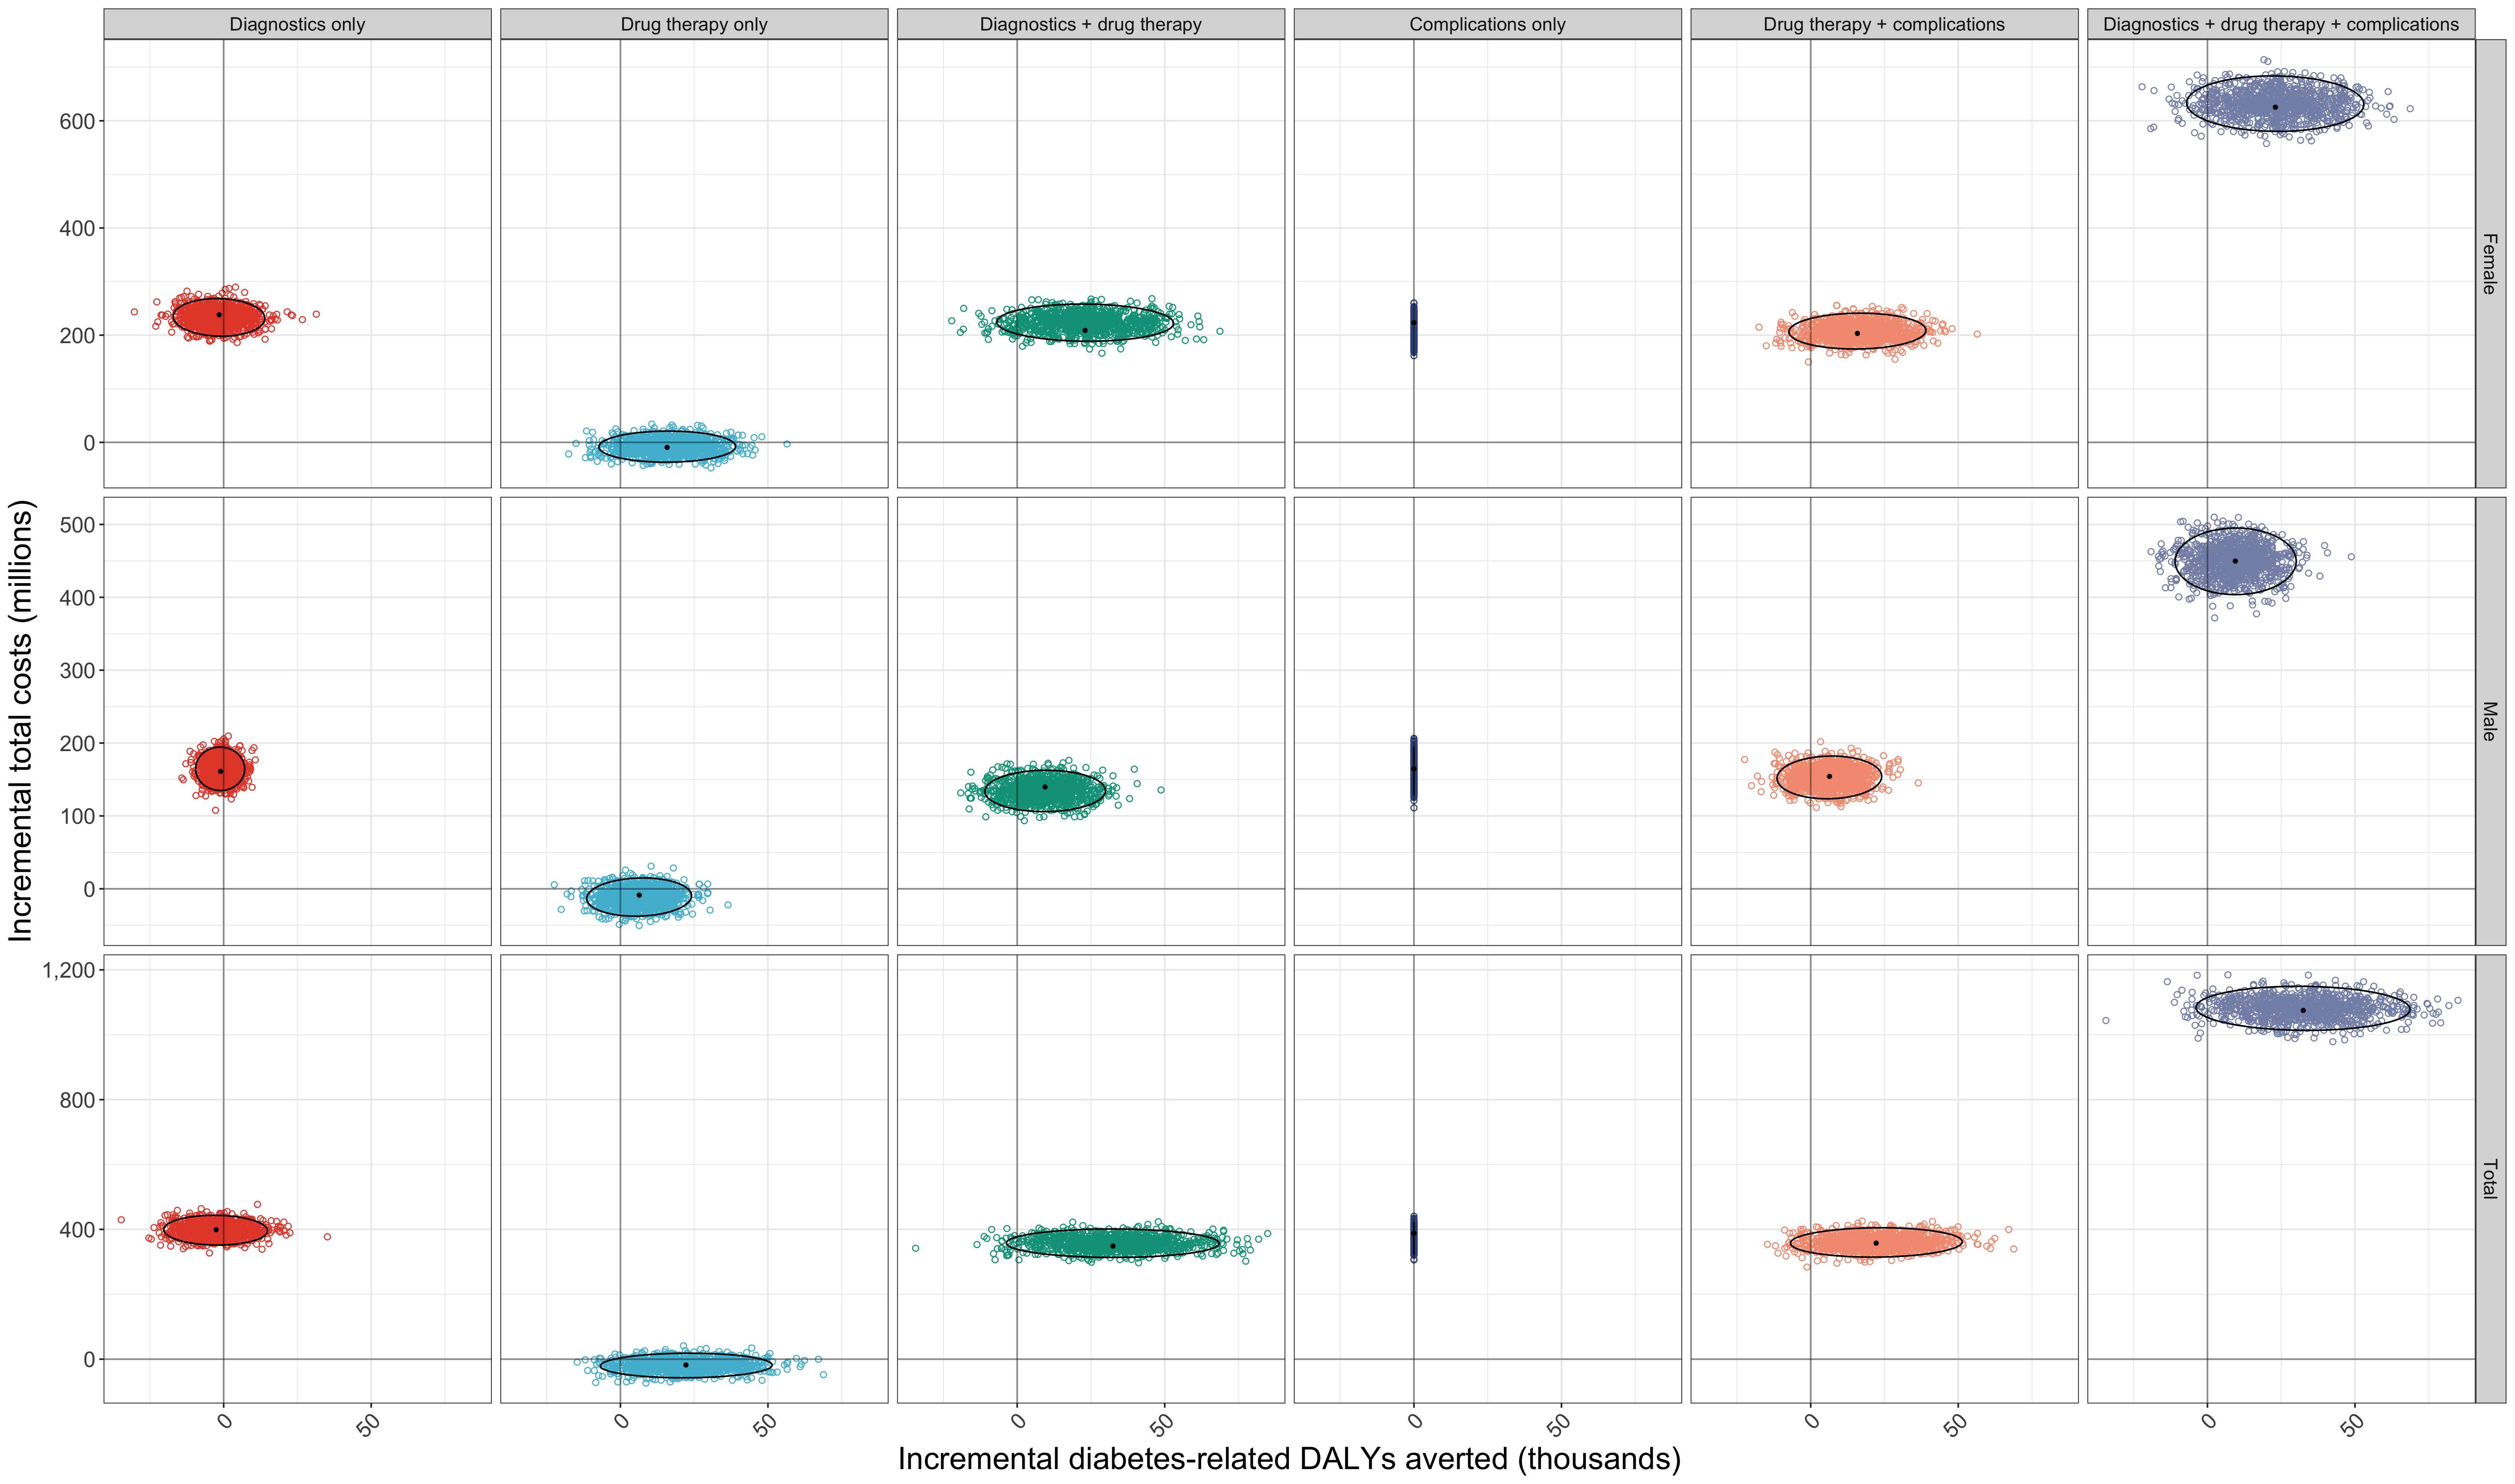 Diagnostics only
Drug therapy only
Diagnostics + drug therapy
Complications only
Drug therapy + complications
Diagnostics + drug therapy + complications
Incremental total costs (millions)
600
400
200
0
Female
500
400
300
200
100
0
Male
1,200
800
400
0
Total
0 50 0 50 0 50 0 50 0 50 0 50
Incremental diabetes-related DALYs averted (thousands)